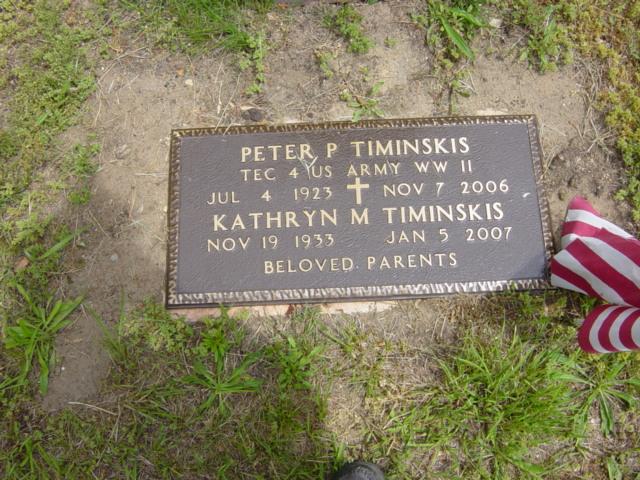 PETER P TIMINSKIS
TEC 4 US ARMY WW II
JUL 4 1923 NOV 7 2006
KATHRYN M TIMINSKIS
NOV 19 1933 JAN 5 2007
BELOVED PARENTS